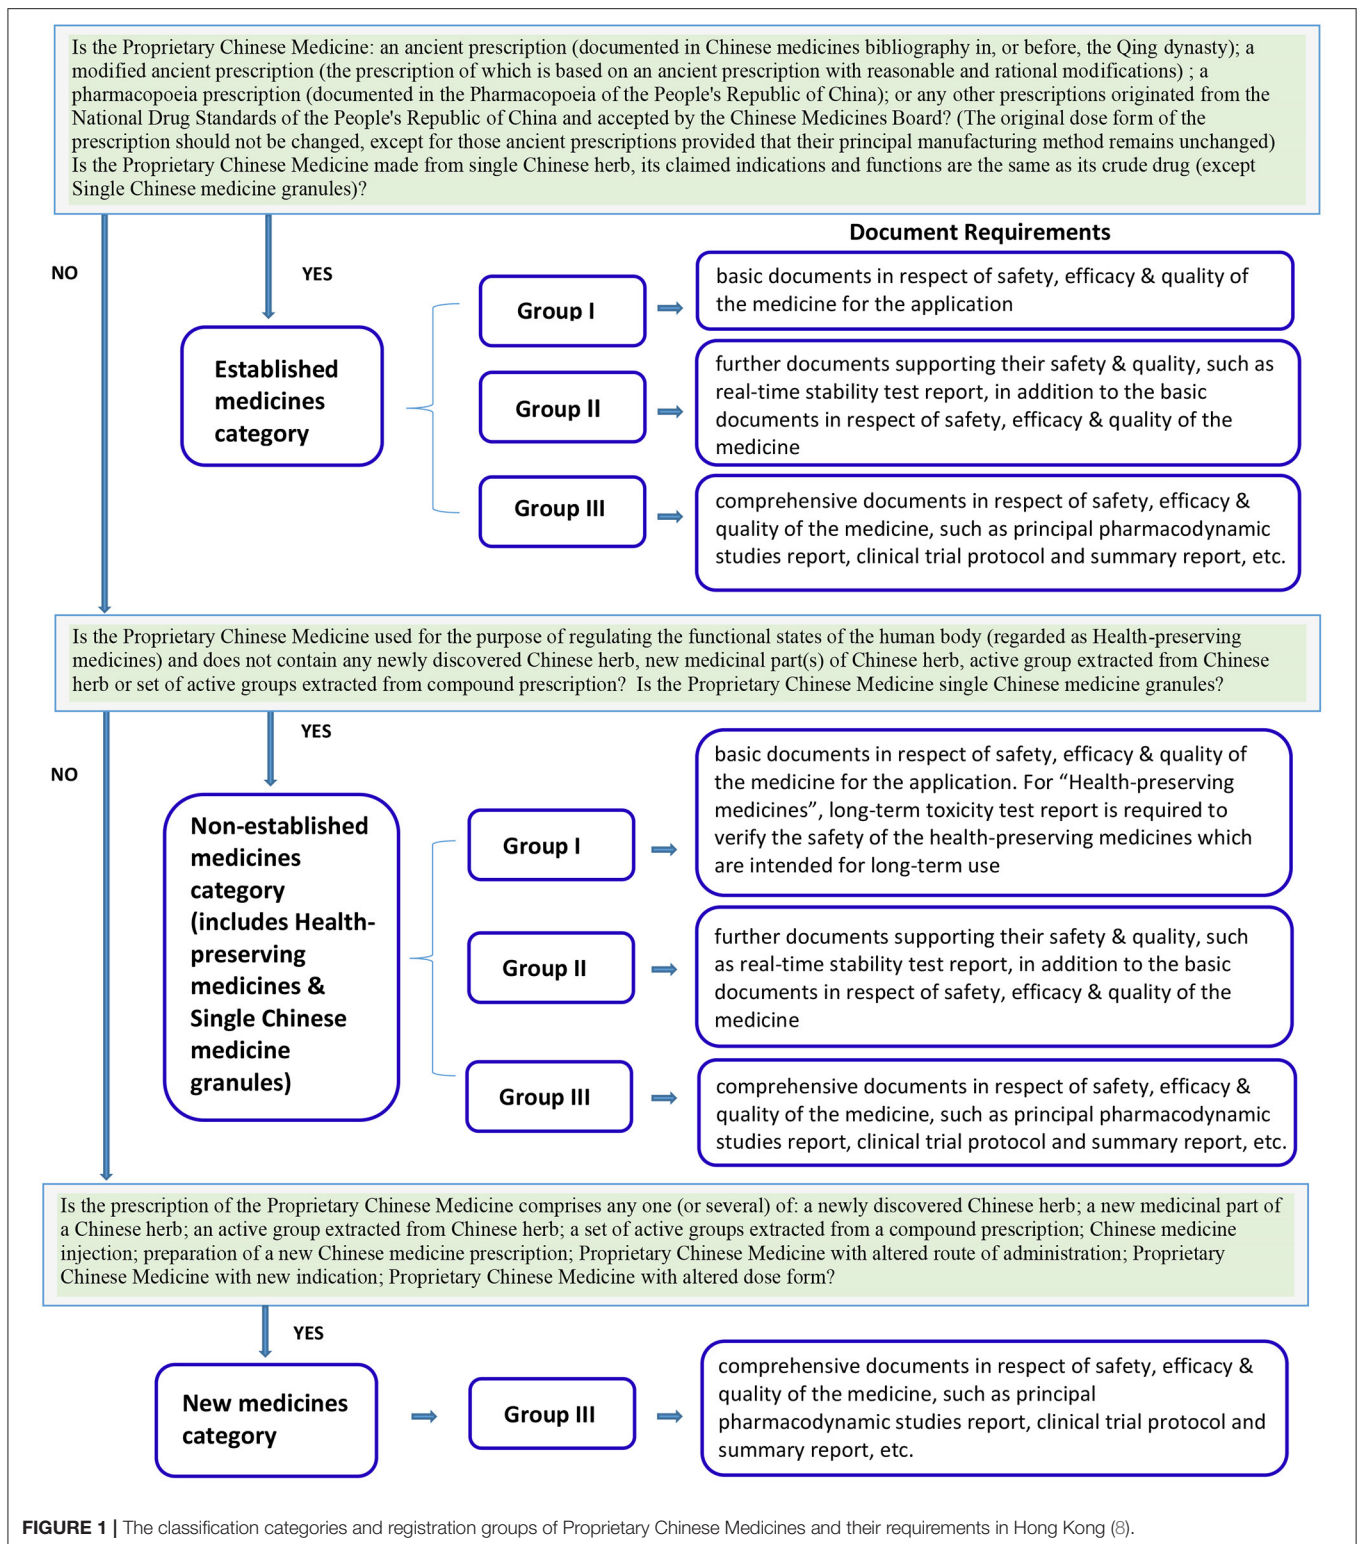 Is the Proprietary Chinese Medicine: an ancient prescription (documented in Chinese medicines bibliography in, or before, the Qing dynasty); a
modified ancient prescription (the prescription of which is based on an ancient prescription with reasonable and rational modifications) ; a
pharmacopoeia prescription (documented in the Pharmacopoeia of the People's Republic of China); or any other prescriptions originated from the
National Drug Standards of the People's Republic of China and accepted by the Chinese Medicines Board? (The original dose form of the
prescription should not be changed, except for those ancient prescriptions provided that their principal manufacturing method remains unchanged)
Is the Proprietary Chinese Medicine made from single Chinese herb, its claimed indications and functions are the same as its crude drug (except
Single Chinese medicine granules)?
NO
YES
Document Requirements
Established
medicines
category
Group I
basic documents in respect of safety, efficacy & quality of
the medicine for the application
Group II
further documents supporting their safety & quality, such as
real-time stability test report, in addition to the basic
documents in respect of safety, efficacy & quality of the
medicine
Group III
comprehensive documents in respect of safety, efficacy &
quality of the medicine, such as principal pharmacodynamic
studies report, clinical trial protocol and summary report, etc.
Is the Proprietary Chinese Medicine used for the purpose of regulating the functional states of the human body (regarded as Health-preserving
medicines) and does not contain any newly discovered Chinese herb, new medicinal part(s) of Chinese herb, active group extracted from Chinese
herb or set of active groups extracted from compound prescription? Is the Proprietary Chinese Medicine single Chinese medicine granules?
NO
YES
Non-established
medicines
category
(includes Health-
preserving
medicines &
Single Chinese
medicine
granules)
Group I
basic documents in respect of safety, efficacy & quality of
the medicine for the application. For “Health-preserving
medicines”, long-term toxicity test report is required to
verify the safety of the health-preserving medicines which
are intended for long-term use
Group II
further documents supporting their safety & quality, such
as real-time stability test report, in addition to the basic
documents in respect of safety, efficacy & quality of the
medicine
Group III
comprehensive documents in respect of safety, efficacy &
quality of the medicine, such as principal pharmacodynamic
studies report, clinical trial protocol and summary report, etc.
Is the prescription of the Proprietary Chinese Medicine comprises any one (or several) of: a newly discovered Chinese herb; a new medicinal part of
a Chinese herb; an active group extracted from Chinese herb; a set of active groups extracted from a compound prescription; Chinese medicine
injection; preparation of a new Chinese medicine prescription; Proprietary Chinese Medicine with altered route of administration; Proprietary
Chinese Medicine with new indication; Proprietary Chinese Medicine with altered dose form?
YES
New medicines
category
Group III
comprehensive documents in respect of safety, efficacy &
quality of the medicine, such as principal
pharmacodynamic studies report, clinical trial protocol and
summary report, etc.
FIGURE 1 | The classification categories and registration groups of Proprietary Chinese Medicines and their requirements in Hong Kong (8).